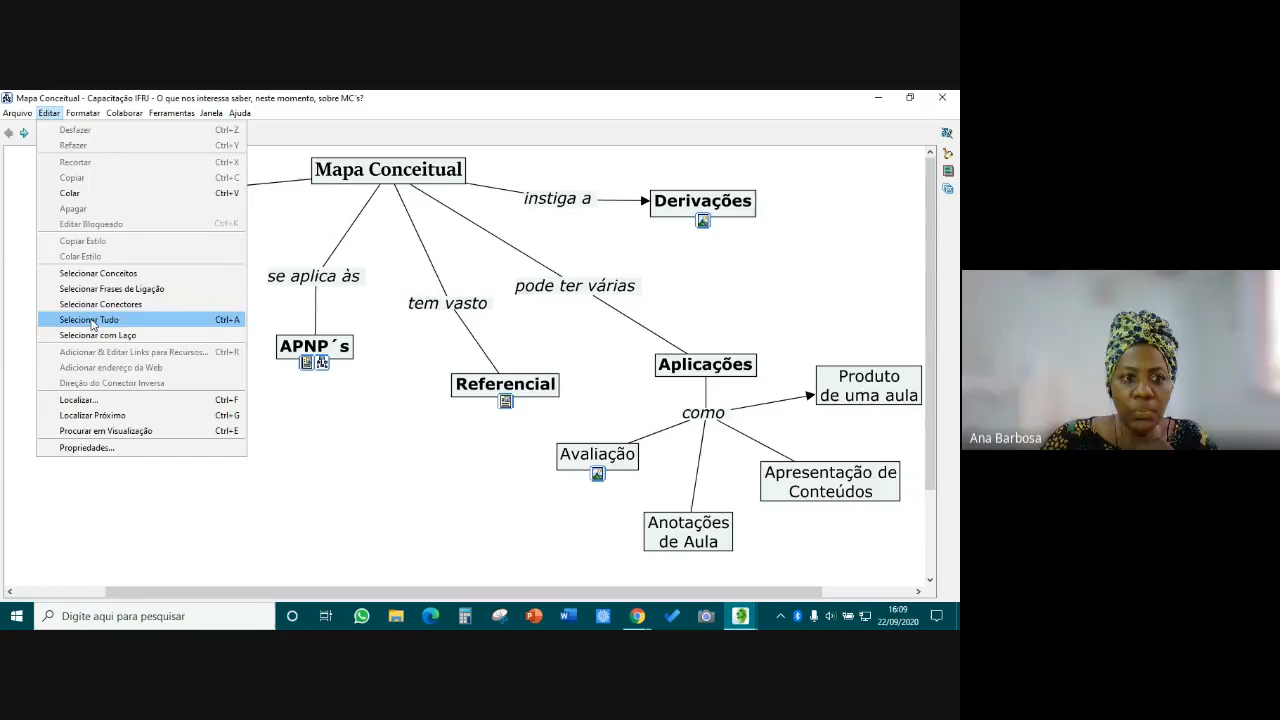 Mapa Conceitual - Capacitação IFRJ - O que nos interessa saber, neste momento, sobre MC's?
Arquivo Editar Formatar Colaborar Ferramentas Janela Ajuda
Desfazer Ctrl+Z
Refazer Ctrl+Y
Recortar Ctrl+X
Copiar Ctrl+C
Colar Ctrl+V
Apagar
Editar Bloqueado Ctrl+K
Copiar Estilo
Colar Estilo
Selecionar Conceitos
Selecionar Frases de Ligação
Selecionar Conectores
Selecionar Tudo Ctrl+A
Selecionar com Laço
Adicionar & Editar Links para Recursos... Ctrl+R
Adicionar endereço da Web
Direção do Conector Inversa
Localizar... Ctrl+F
Localizar Próximo Ctrl+G
Procurar em Visualização Ctrl+E
Propriedades...
Mapa Conceitual
instiga a
Derivações
se aplica às
tem vasto
pode ter várias
APNP´s
Referencial
Aplicações
como
Produto
de uma aula
Avaliação
Apresentação de
Conteúdos
Anotações
de Aula
Ana Barbosa
Digite aqui para pesquisar
16:09
22/09/2020